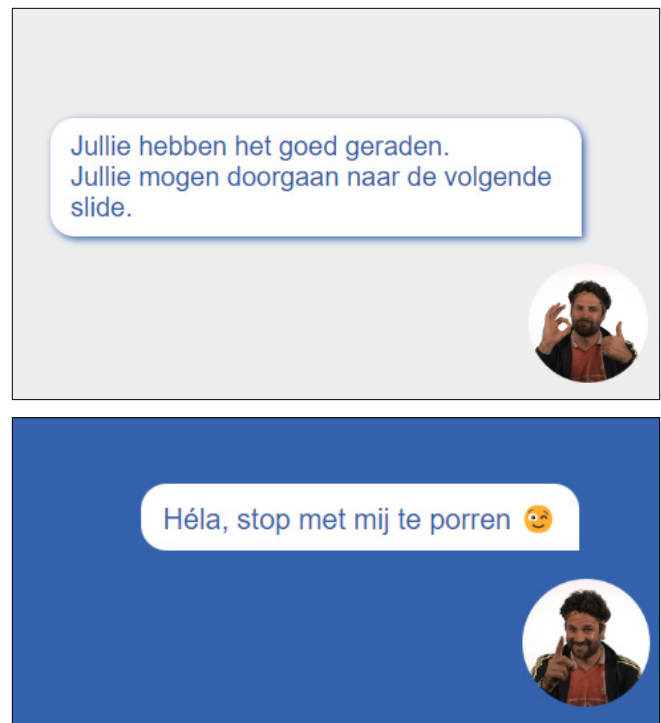 Jullie hebben het goed geraden.
Jullie mogen doorgaan naar de volgende
slide.
Héla, stop met mij te porren 😉